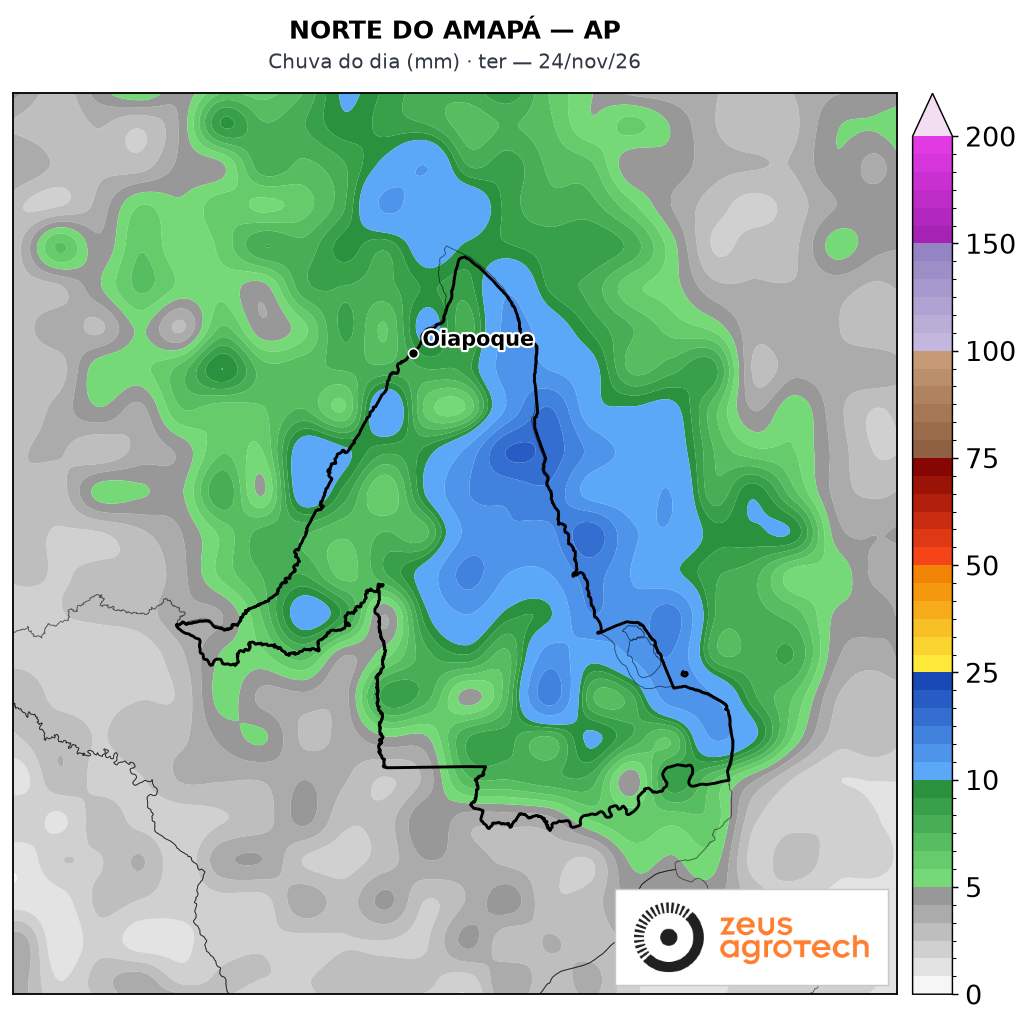 NORTE DO AMAPÁ — AP
Chuva do dia (mm) · ter — 24/nov/26
200
150
100
75
50
25
10
5
0
Oiapoque
zeus
agrotech